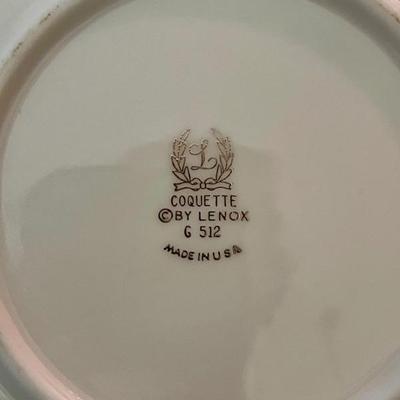 L
COQUETTE
©BY LENOX
G 512
MADE IN USA